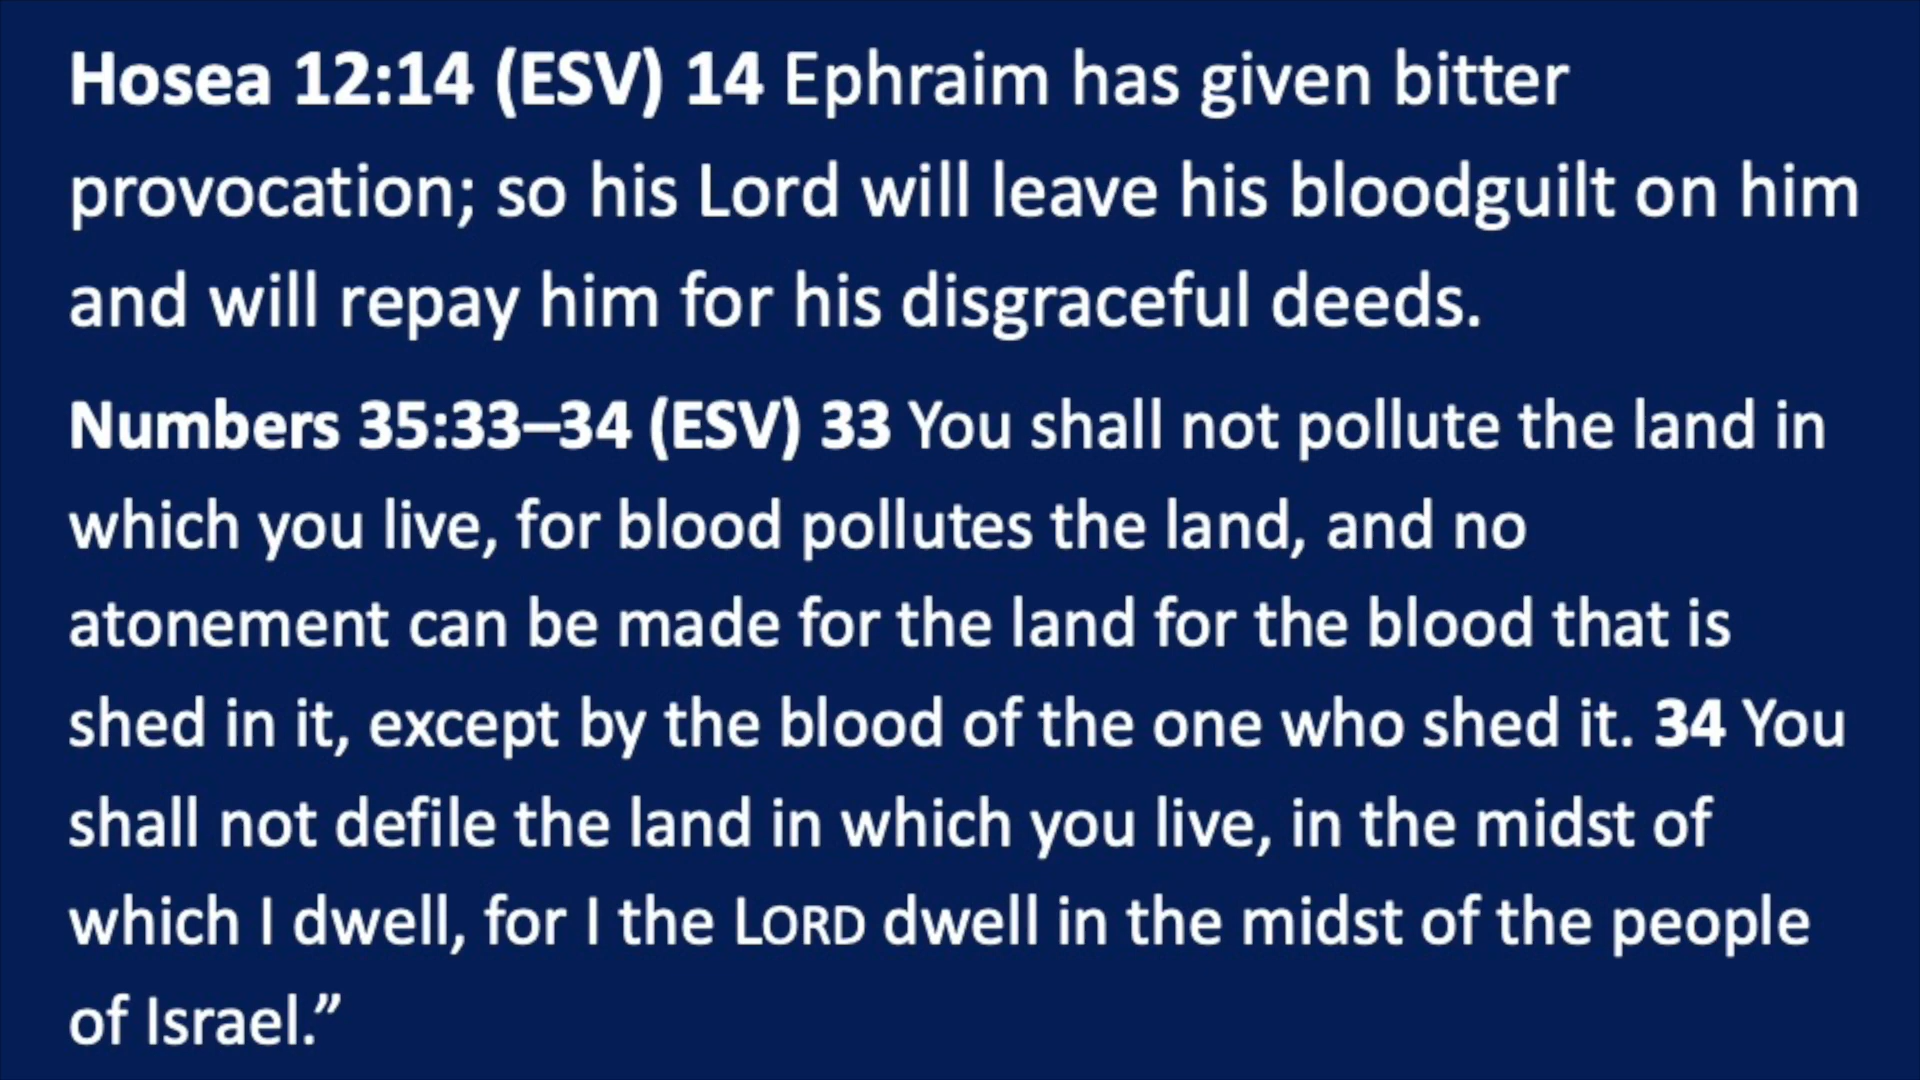 Hosea 12:14 (ESV) 14 Ephraim has given bitter
provocation; so his Lord will leave his bloodguilt on him
and will repay him for his disgraceful deeds.
Numbers 35:33–34 (ESV) 33 You shall not pollute the land in
which you live, for blood pollutes the land, and no
atonement can be made for the land for the blood that is
shed in it, except by the blood of the one who shed it. 34 You
shall not defile the land in which you live, in the midst of
which I dwell, for I the LORD dwell in the midst of the people
of Israel.”